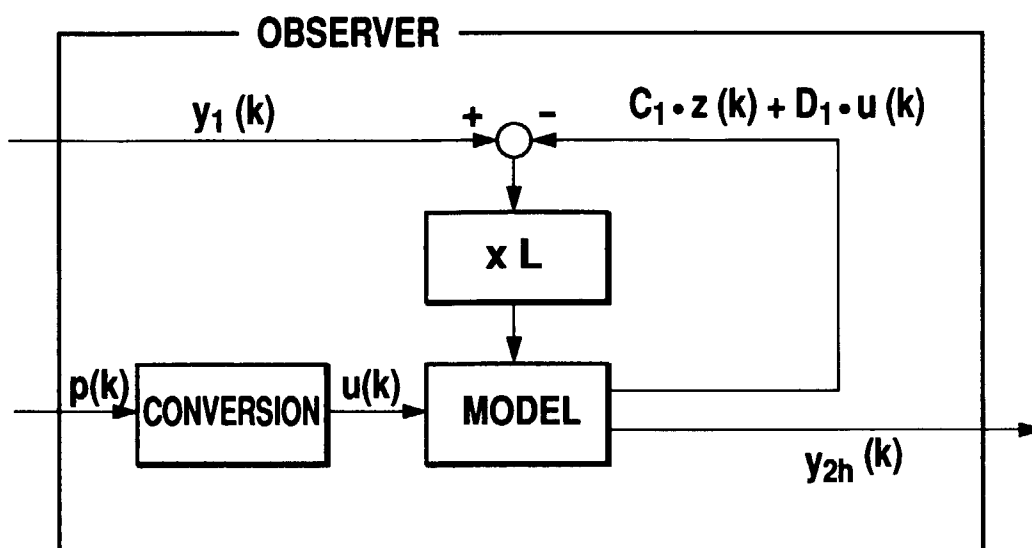 OBSERVER
y₁ (k)
+
−
C₁ • z (k) + D₁ • u (k)
x L
p(k)
CONVERSION
u(k)
MODEL
y₂ₕ (k)